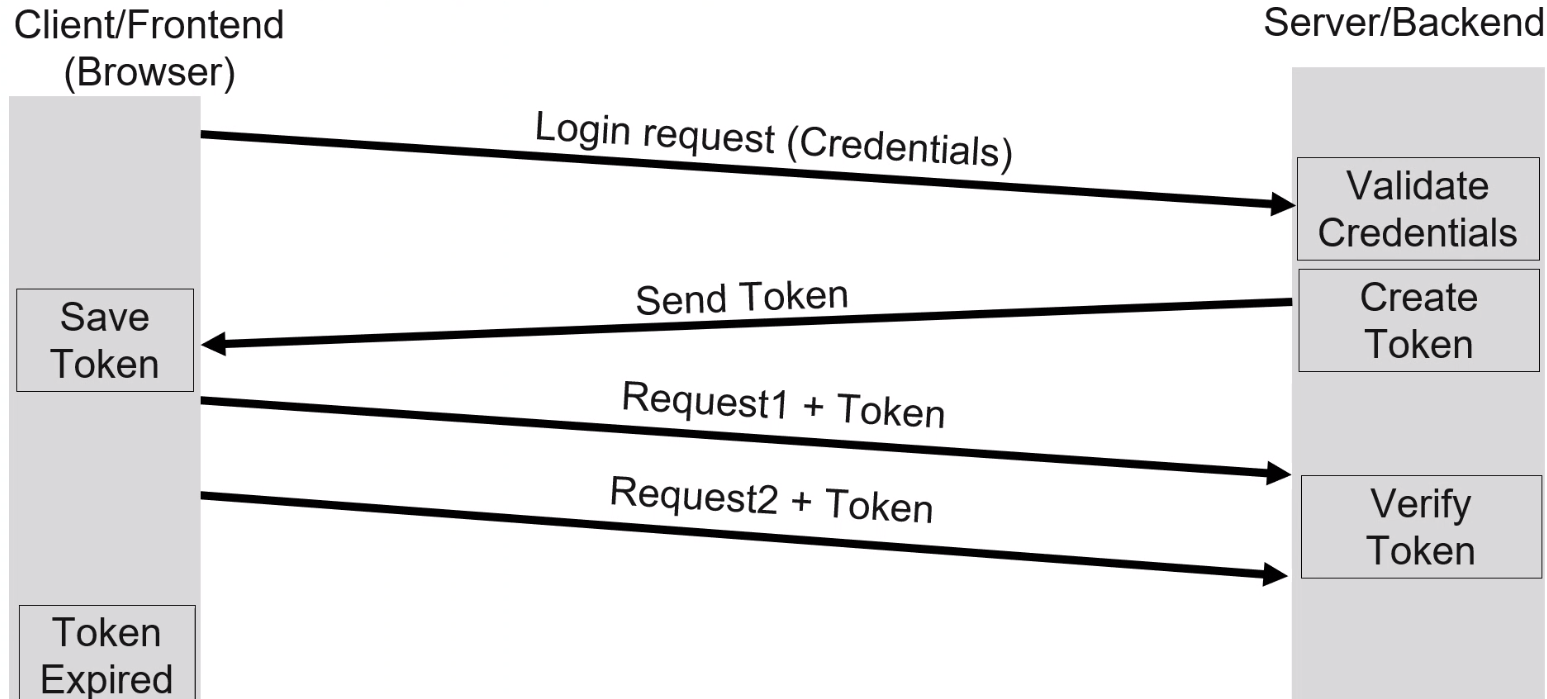 Client/Frontend
(Browser)
Server/Backend
Login request (Credentials)
Validate
Credentials
Send Token
Create
Token
Save
Token
Request1 + Token
Request2 + Token
Verify
Token
Token
Expired